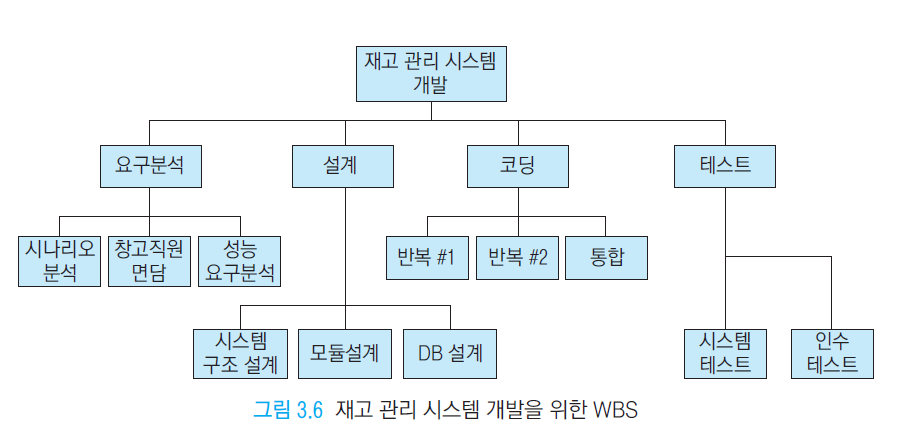 재고 관리 시스템
개발
요구분석
설계
코딩
테스트
시나리오
분석
창고직원
면담
성능
요구분석
반복 #1
반복 #2
통합
시스템
구조 설계
모듈설계
DB 설계
시스템
테스트
인수
테스트
그림 3.6 재고 관리 시스템 개발을 위한 WBS